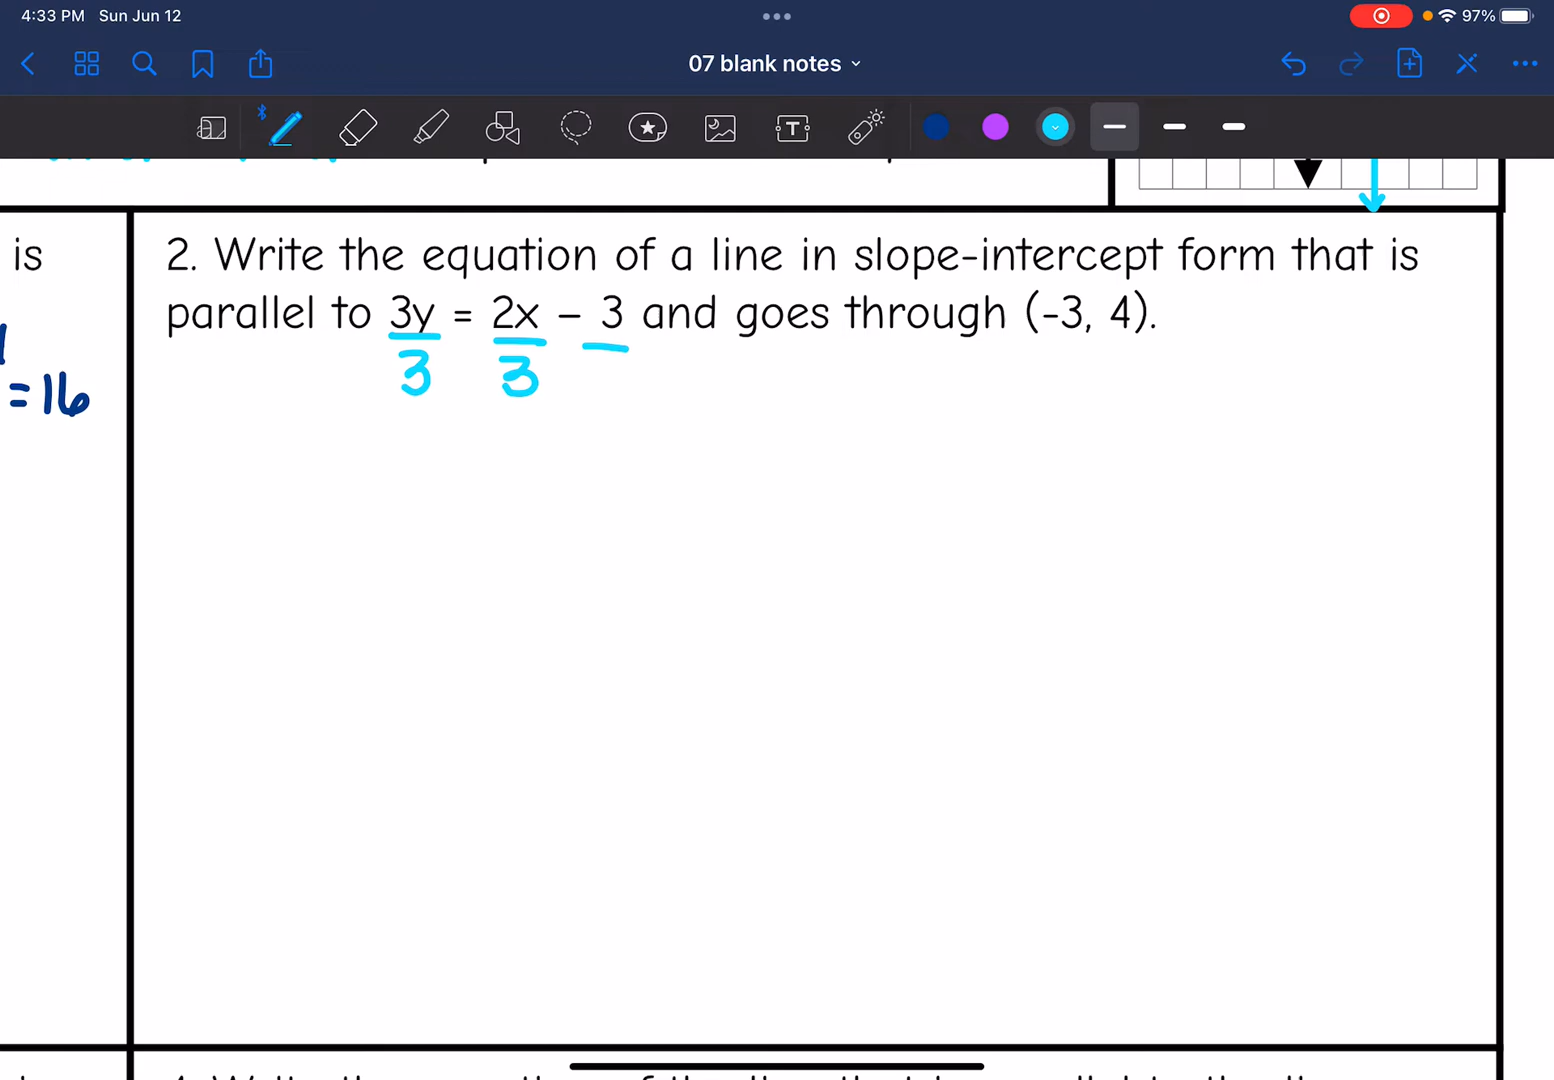 4:33 PM Sun Jun 12
97%
07 blank notes
T
is
= 16
2. Write the equation of a line in slope-intercept form that is
parallel to 3y = 2x – 3 and goes through (-3, 4).
3 3